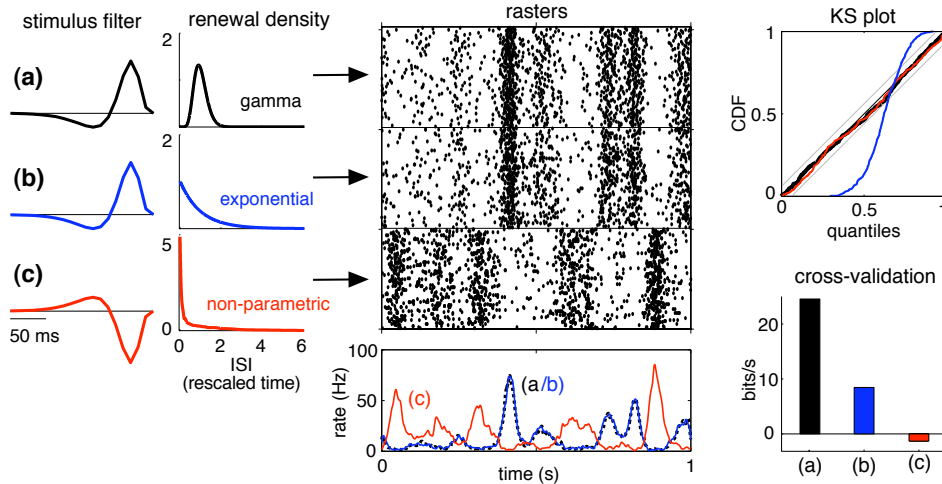 stimulus filter
renewal density
rasters
KS plot
(a)
2
0
gamma
(b)
2
0
exponential
(c)
5
0
non-parametric
50 ms
0 2 4 6
ISI
(rescaled time)
100
50
0
rate (Hz)
(c)
(a/b)
0 1
time (s)
1
0.5
0
CDF
0 0.5 1
quantiles
cross-validation
20
10
0
bits/s
(a) (b) (c)